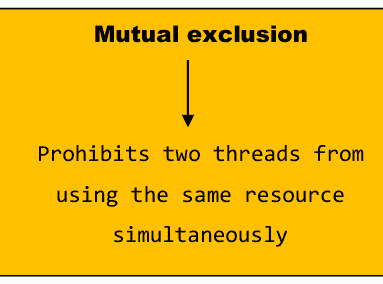 Mutual exclusion
Prohibits two threads from
using the same resource
simultaneously